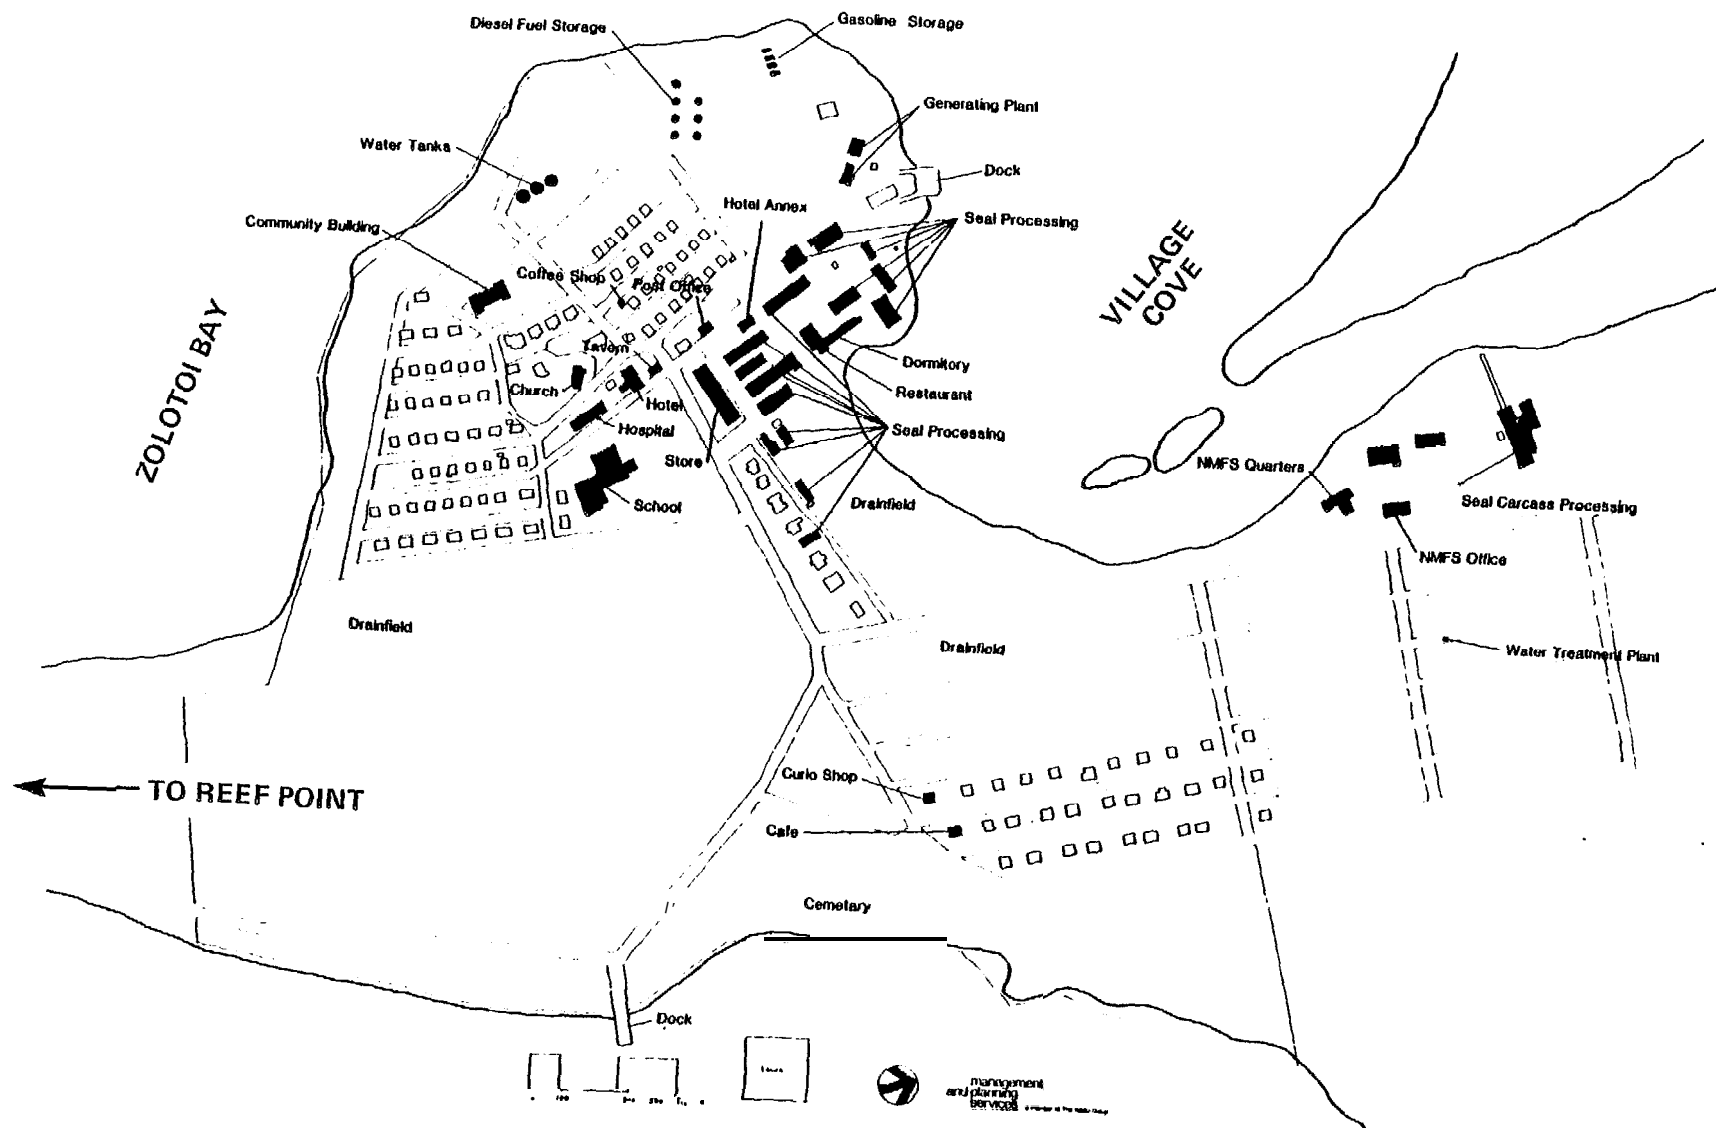 Diesel Fuel Storage
Gasoline Storage
Generating Plant
Water Tanks
Dock
Hotel Annex
Seal Processing
Community Building
VILLAGE
COVE
Coffee Shop
Post Office
ZOLOTOI BAY
Tavern
Dormitory
Church
Restaurant
Hotel
Hospital
Seal Processing
Store
NMFS Quarters
School
Drainfield
Seal Carcass Processing
NMFS Office
Drainfield
Drainfield
Water Treatment Plant
Curio Shop
TO REEF POINT
Cafe
Cemetary
Dock
management
and planning
services